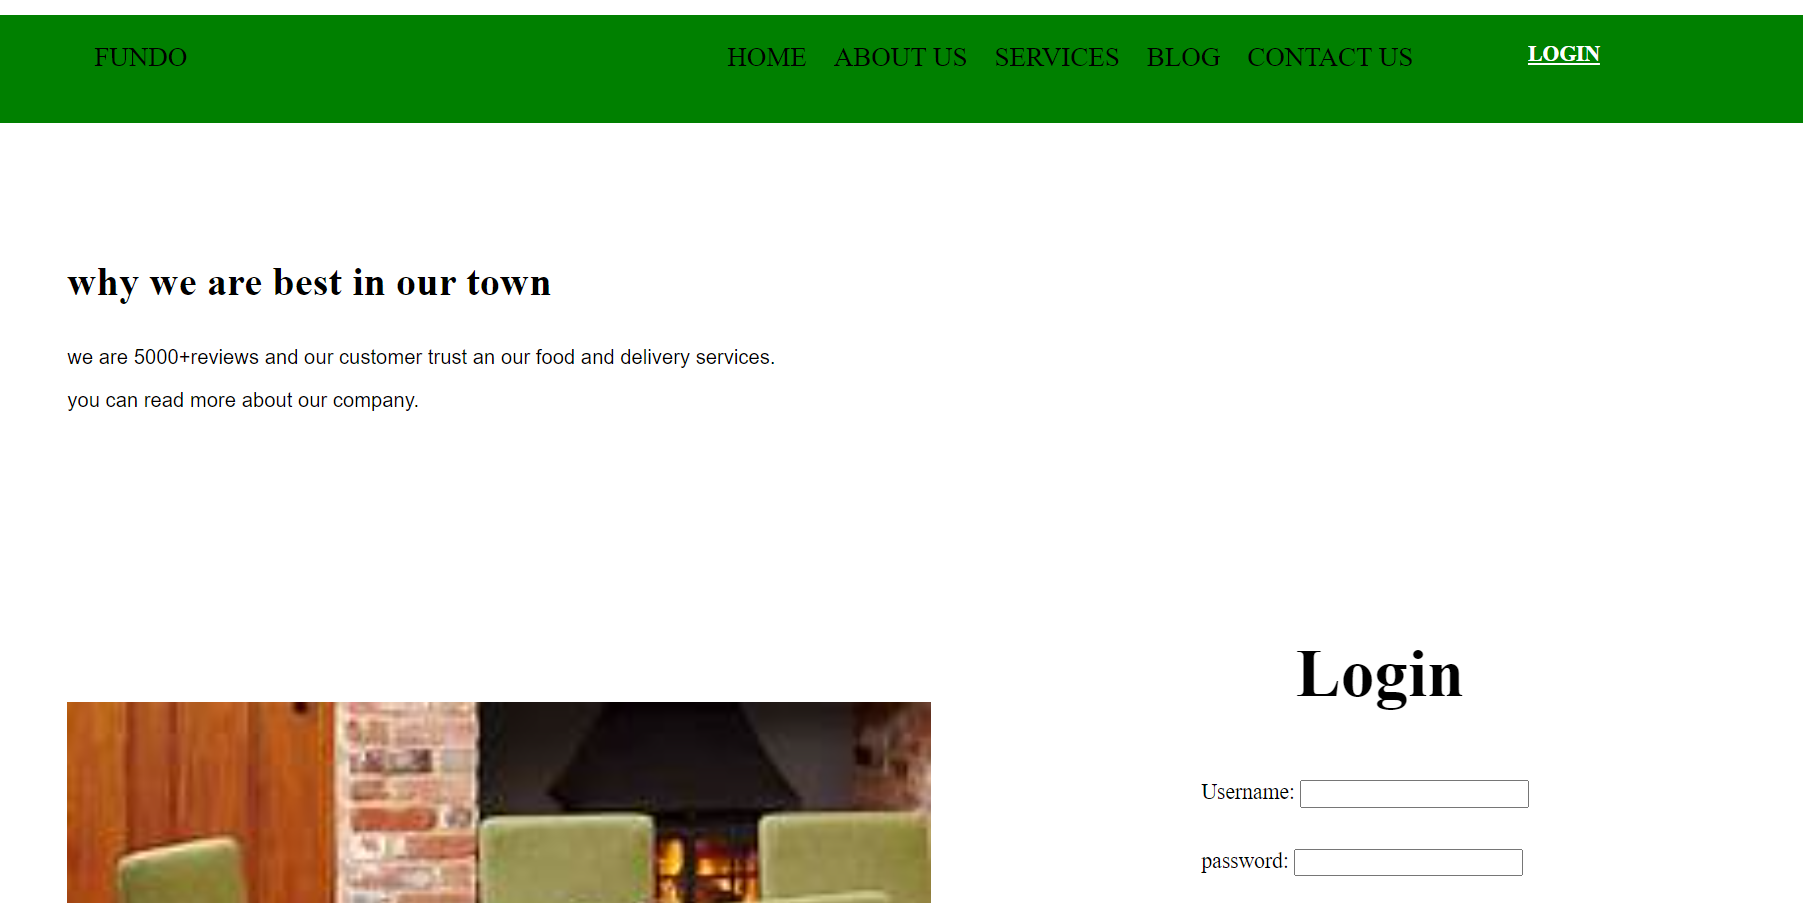 FUNDO HOME ABOUT US SERVICES BLOG CONTACT US LOGIN
why we are best in our town
we are 5000+reviews and our customer trust an our food and delivery services.
you can read more about our company.
Login
Username:
password: